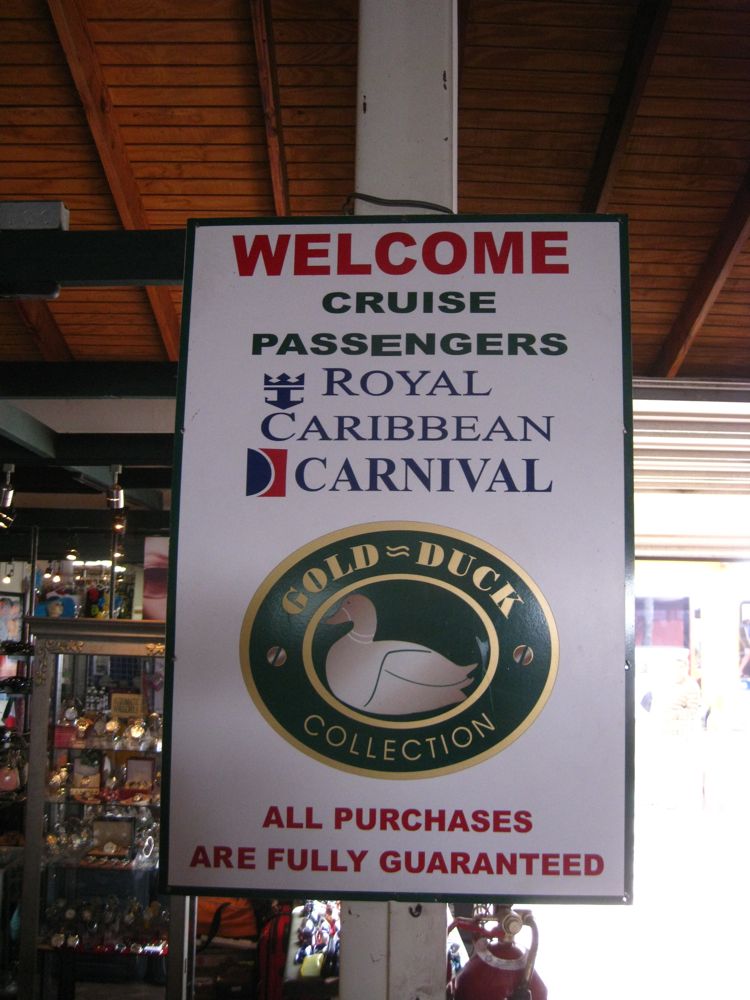 WELCOME
CRUISE
PASSENGERS
ROYAL
CARIBBEAN
CARNIVAL
GOLD ≈ DUCK
COLLECTION
ALL PURCHASES
ARE FULLY GUARANTEED